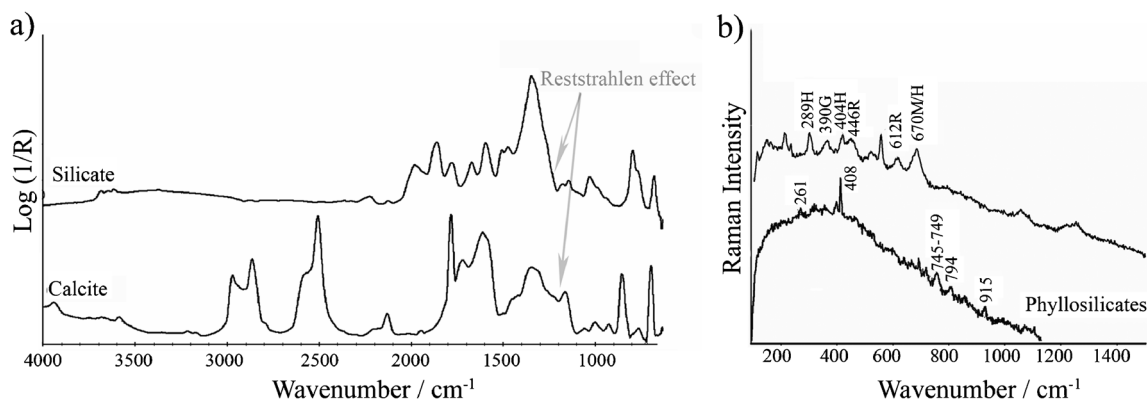 a)
Log (1/R)
Reststrahlen effect
Silicate
Calcite
4000 3500 3000 2500 2000 1500 1000
Wavenumber / cm-1
b)
Raman Intensity
289H
390G
404H
446R
612R
670M/H
261
408
745-749
794
915
Phyllosilicates
200 400 600 800 1000 1200 1400
Wavenumber / cm-1